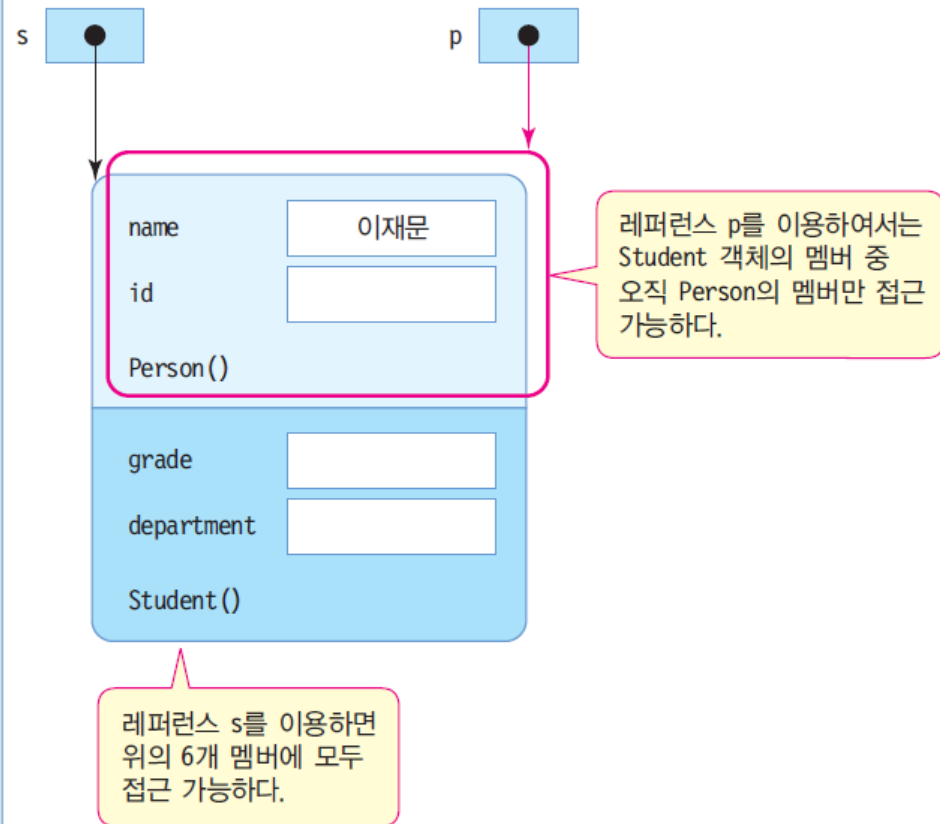 s
p
name
이재문
id
Person()
레퍼런스 p를 이용하여서는
Student 객체의 멤버 중
오직 Person의 멤버만 접근
가능하다.
grade
department
Student()
레퍼런스 s를 이용하면
위의 6개 멤버에 모두
접근 가능하다.